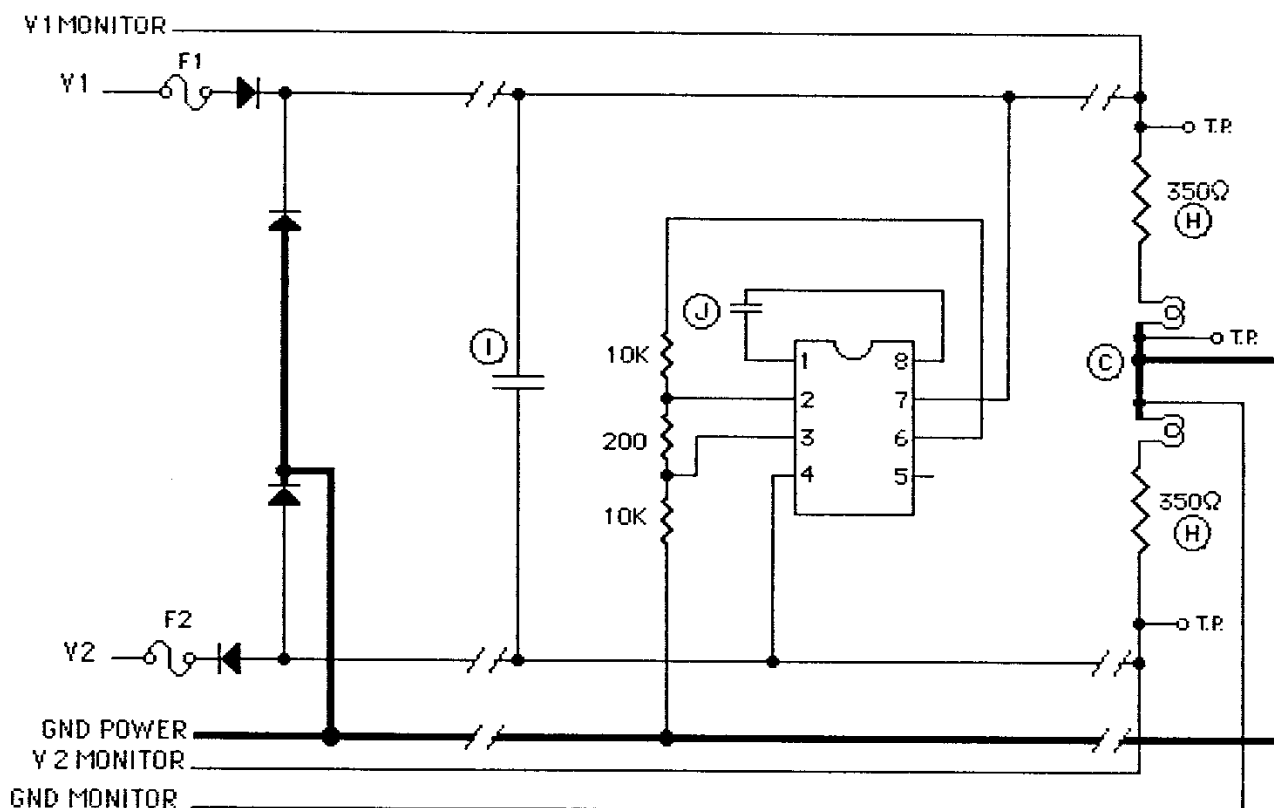 V1 MONITOR
F1
V1
T.P.
350Ω
H
J
I
10K
1
8
T.P.
C
2
7
200
3
6
4
5
10K
350Ω
H
F2
T.P.
V2
GND POWER
V 2 MONITOR
GND MONITOR